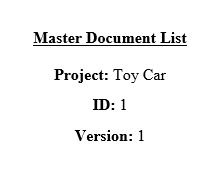 Master Document List
Project: Toy Car
ID: 1
Version: 1